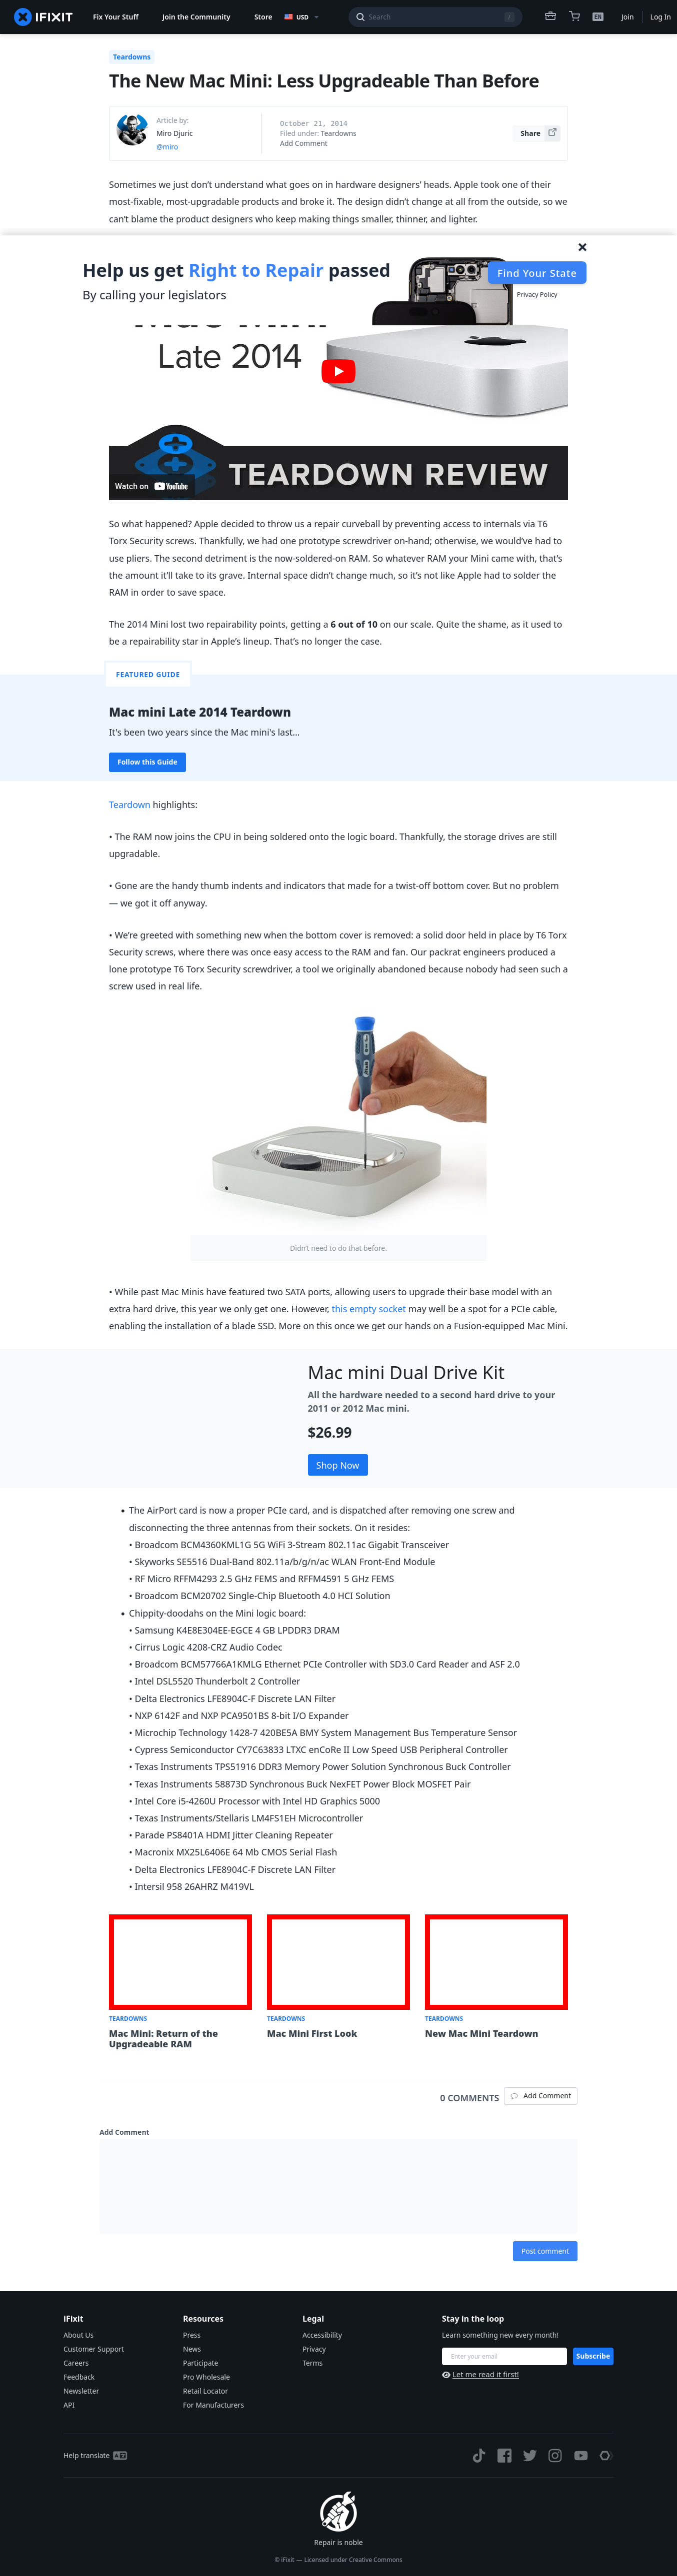 IFIXIT
Fix Your Stuff
Join the Community
Store
USD
Search
/
EN
Join
Log In
Teardowns
The New Mac Mini: Less Upgradeable Than Before
Article by:
Miro Djuric
@miro
October 21, 2014
Filed under: Teardowns
Add Comment
Share
Sometimes we just don’t understand what goes on in hardware designers’ heads. Apple took one of their
most-fixable, most-upgradable products and broke it. The design didn’t change at all from the outside, so we
can’t blame the product designers who keep making things smaller, thinner, and lighter.
Help us get Right to Repair passed
By calling your legislators
Find Your State
Privacy Policy
Late 2014
TEARDOWN REVIEW
Watch on YouTube
So what happened? Apple decided to throw us a repair curveball by preventing access to internals via T6
Torx Security screws. Thankfully, we had one prototype screwdriver on-hand; otherwise, we would’ve had to
use pliers. The second detriment is the now-soldered-on RAM. So whatever RAM your Mini came with, that’s
the amount it’ll take to its grave. Internal space didn’t change much, so it’s not like Apple had to solder the
RAM in order to save space.
The 2014 Mini lost two repairability points, getting a 6 out of 10 on our scale. Quite the shame, as it used to
be a repairability star in Apple’s lineup. That’s no longer the case.
FEATURED GUIDE
Mac mini Late 2014 Teardown
It's been two years since the Mac mini's last...
Follow this Guide
Teardown highlights:
• The RAM now joins the CPU in being soldered onto the logic board. Thankfully, the storage drives are still
upgradable.
• Gone are the handy thumb indents and indicators that made for a twist-off bottom cover. But no problem
— we got it off anyway.
• We’re greeted with something new when the bottom cover is removed: a solid door held in place by T6 Torx
Security screws, where there was once easy access to the RAM and fan. Our packrat engineers produced a
lone prototype T6 Torx Security screwdriver, a tool we originally abandoned because nobody had seen such a
screw used in real life.
Didn’t need to do that before.
• While past Mac Minis have featured two SATA ports, allowing users to upgrade their base model with an
extra hard drive, this year we only get one. However, this empty socket may well be a spot for a PCIe cable,
enabling the installation of a blade SSD. More on this once we get our hands on a Fusion-equipped Mac Mini.
Mac mini Dual Drive Kit
All the hardware needed to a second hard drive to your
2011 or 2012 Mac mini.
$26.99
Shop Now
• The AirPort card is now a proper PCIe card, and is dispatched after removing one screw and
disconnecting the three antennas from their sockets. On it resides:
• Broadcom BCM4360KML1G 5G WiFi 3-Stream 802.11ac Gigabit Transceiver
• Skyworks SE5516 Dual-Band 802.11a/b/g/n/ac WLAN Front-End Module
• RF Micro RFFM4293 2.5 GHz FEMS and RFFM4591 5 GHz FEMS
• Broadcom BCM20702 Single-Chip Bluetooth 4.0 HCI Solution
• Chippity-doodahs on the Mini logic board:
• Samsung K4E8E304EE-EGCE 4 GB LPDDR3 DRAM
• Cirrus Logic 4208-CRZ Audio Codec
• Broadcom BCM57766A1KMLG Ethernet PCIe Controller with SD3.0 Card Reader and ASF 2.0
• Intel DSL5520 Thunderbolt 2 Controller
• Delta Electronics LFE8904C-F Discrete LAN Filter
• NXP 6142F and NXP PCA9501BS 8-bit I/O Expander
• Microchip Technology 1428-7 420BE5A BMY System Management Bus Temperature Sensor
• Cypress Semiconductor CY7C63833 LTXC enCoRe II Low Speed USB Peripheral Controller
• Texas Instruments TPS51916 DDR3 Memory Power Solution Synchronous Buck Controller
• Texas Instruments 58873D Synchronous Buck NexFET Power Block MOSFET Pair
• Intel Core i5-4260U Processor with Intel HD Graphics 5000
• Texas Instruments/Stellaris LM4FS1EH Microcontroller
• Parade PS8401A HDMI Jitter Cleaning Repeater
• Macronix MX25L6406E 64 Mb CMOS Serial Flash
• Delta Electronics LFE8904C-F Discrete LAN Filter
• Intersil 958 26AHRZ M419VL
TEARDOWNS
Mac Mini: Return of the
Upgradeable RAM
TEARDOWNS
Mac Mini First Look
TEARDOWNS
New Mac Mini Teardown
0 COMMENTS
Add Comment
Add Comment
Post comment
iFixit
About Us
Customer Support
Careers
Feedback
Newsletter
API
Resources
Press
News
Participate
Pro Wholesale
Retail Locator
For Manufacturers
Legal
Accessibility
Privacy
Terms
Stay in the loop
Learn something new every month!
Enter your email
Subscribe
Let me read it first!
Help translate
Repair is noble
© iFixit — Licensed under Creative Commons